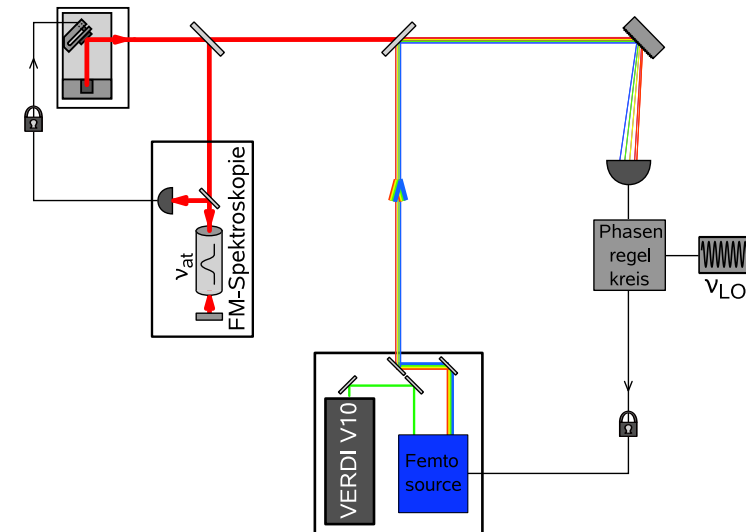 ν_at
FM-Spektroskopie
Phasen
regel
kreis
ν_LO
VERDI V10
Femto
source